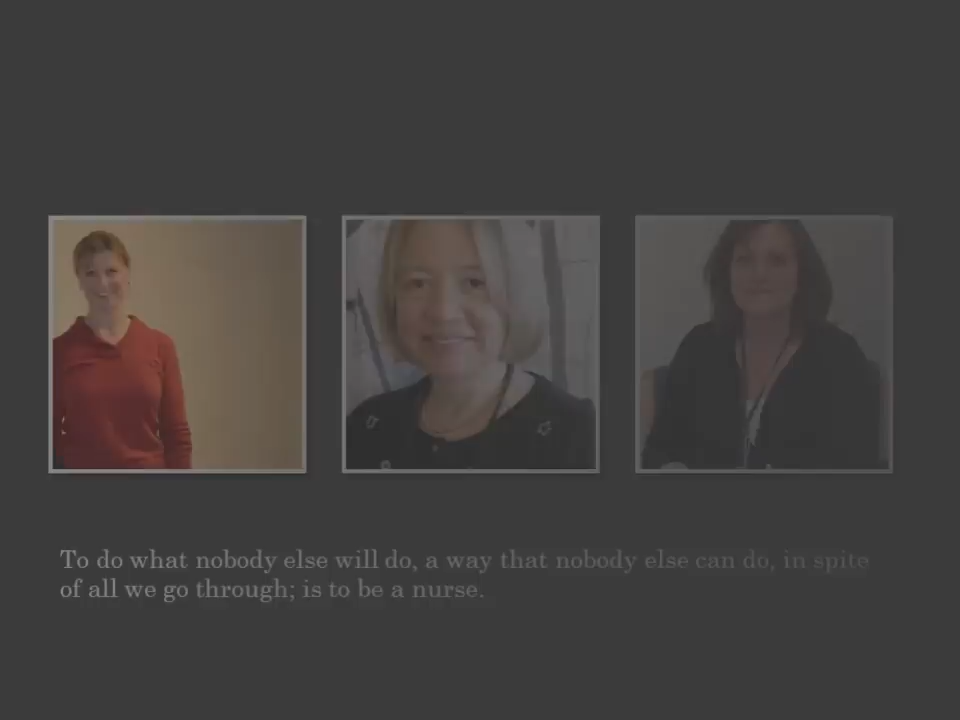 To do what nobody else will do, a way that nobody else can do, in spite
of all we go through; is to be a nurse.